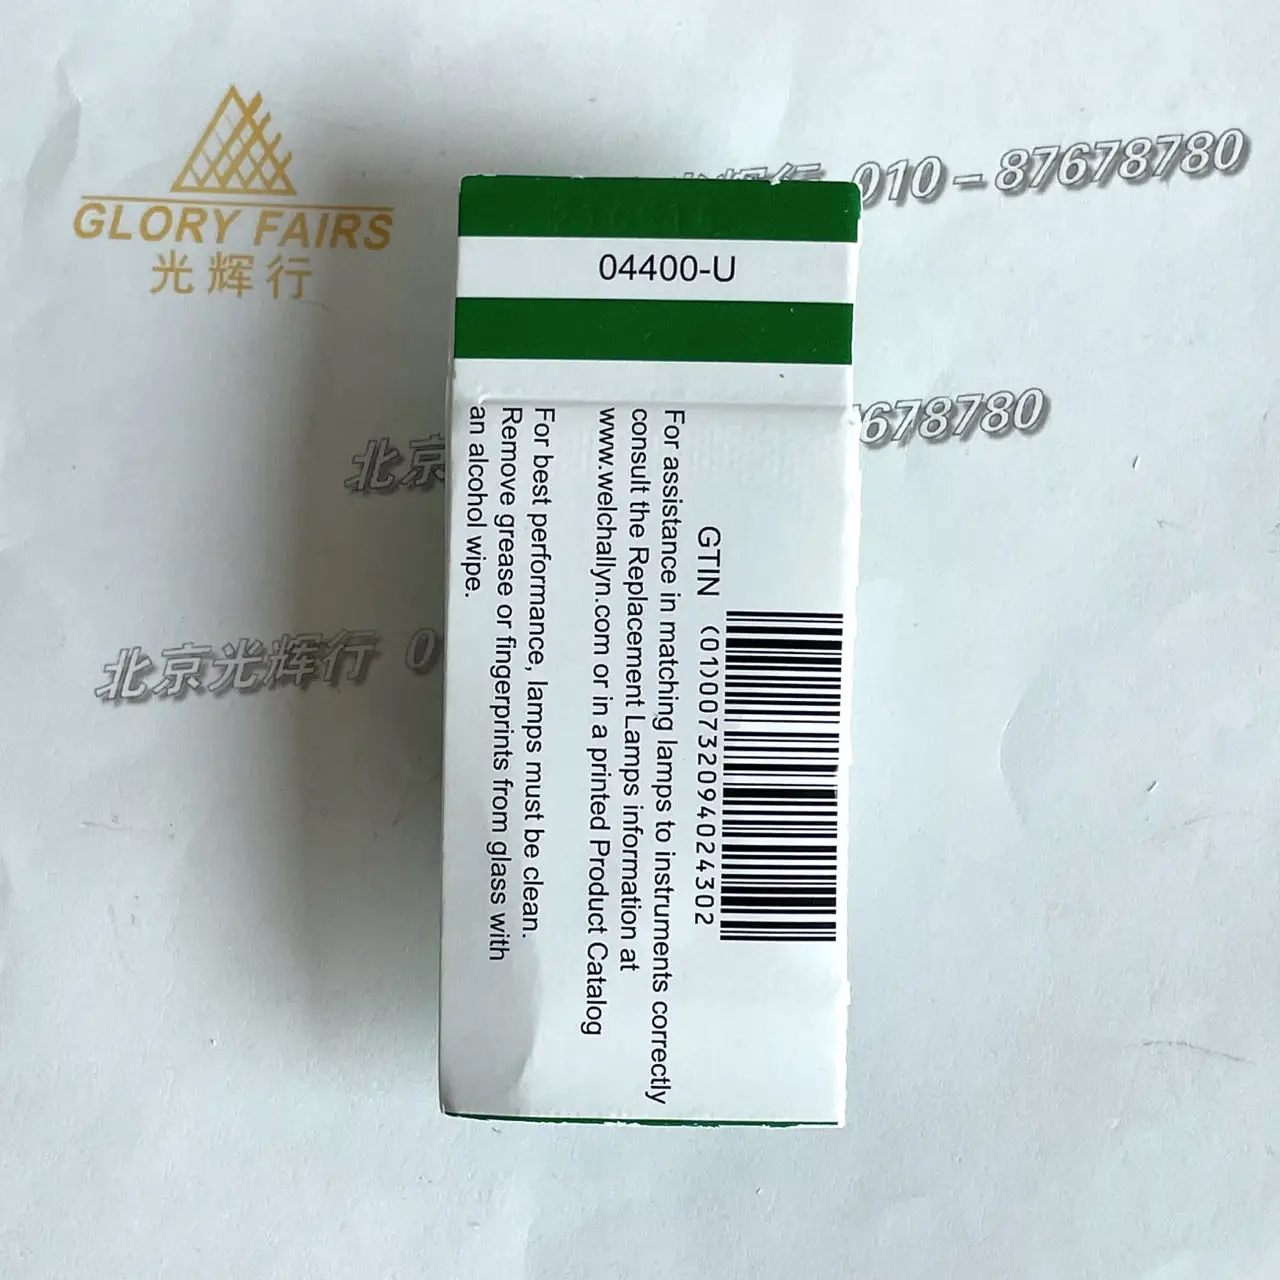 GLORY FAIRS
光辉行
010-87678780
04400-U
678780
北京
北京光辉行 0
GTIN (01)00732094024302
For assistance in matching lamps to instruments correctly
consult the Replacement Lamps information at
www.welchallyn.com or in a printed Product Catalog
For best performance, lamps must be clean.
Remove grease or fingerprints from glass with
an alcohol wipe.